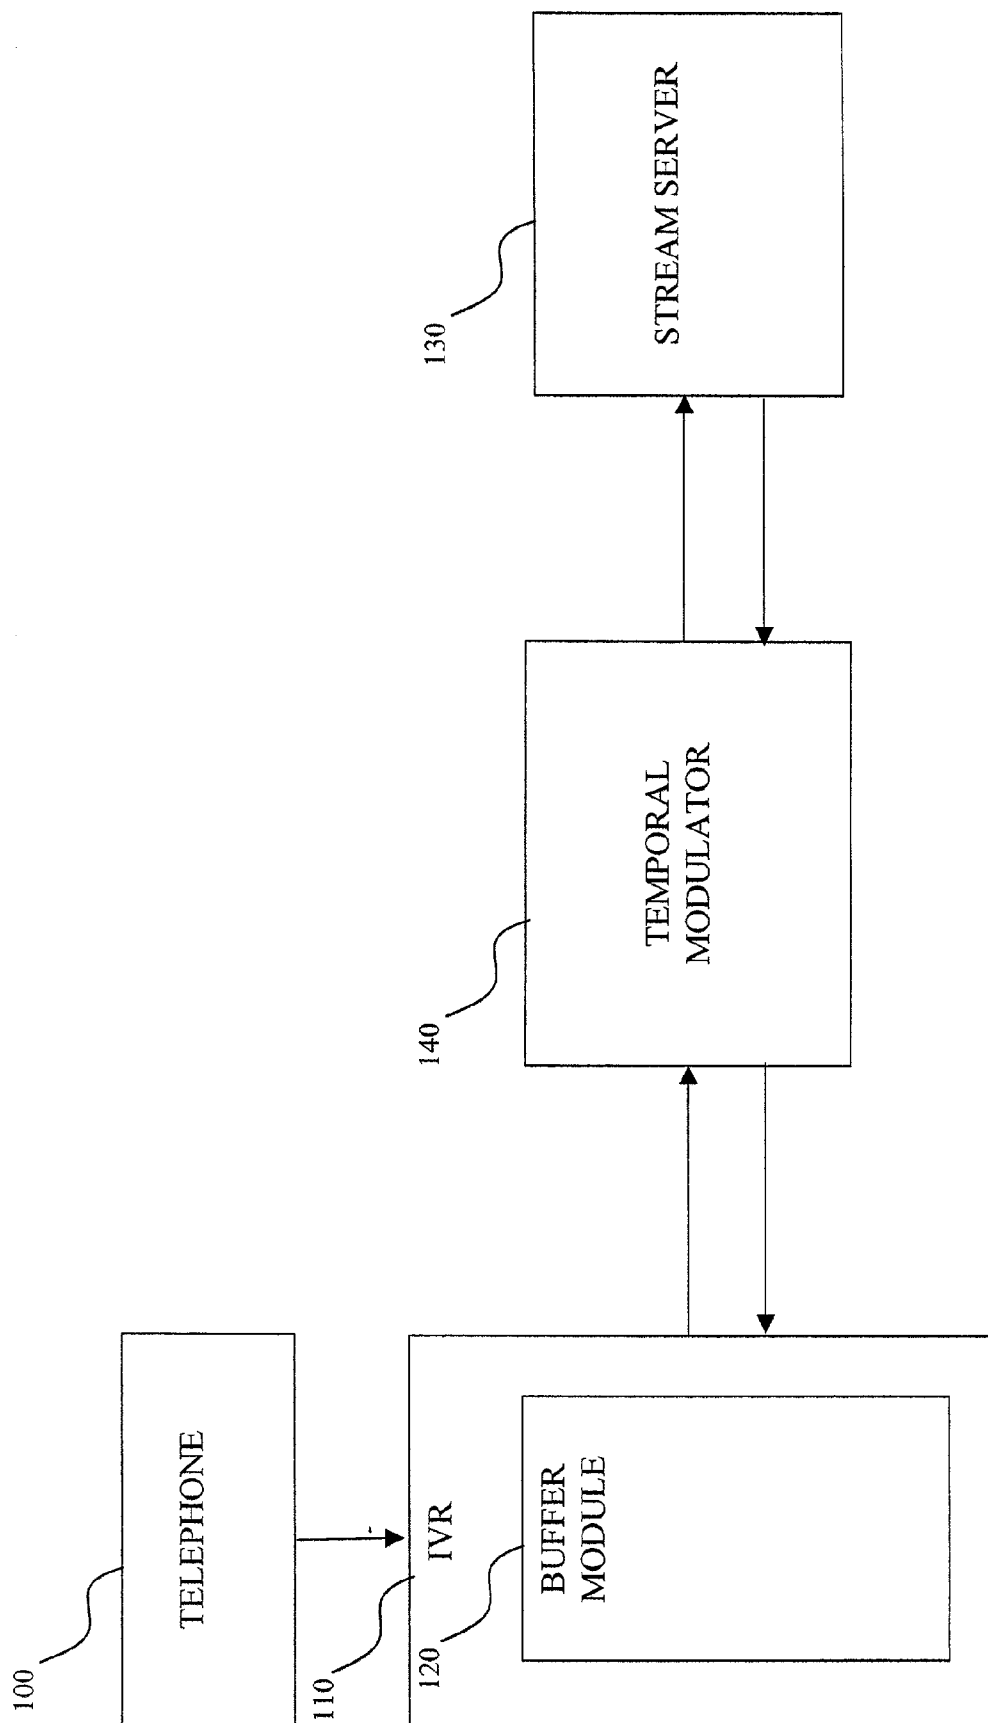 100
TELEPHONE
110
IVR
120
BUFFER
MODULE
140
TEMPORAL
MODULATOR
130
STREAM SERVER